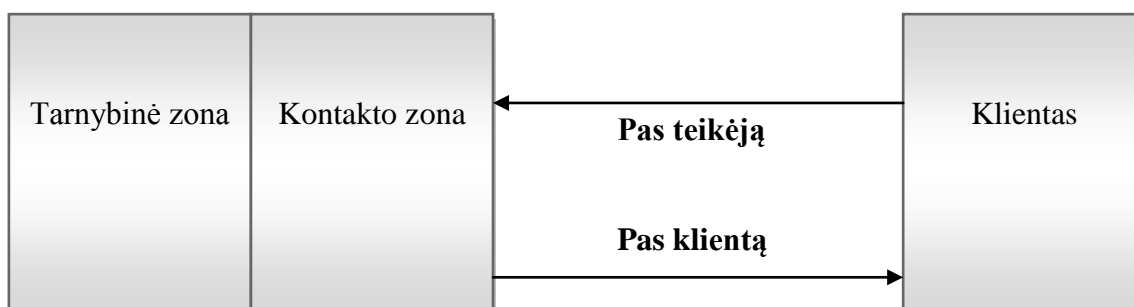 Tarnybinė zona
Kontakto zona
Klientas
Pas teikėją
Pas klientą